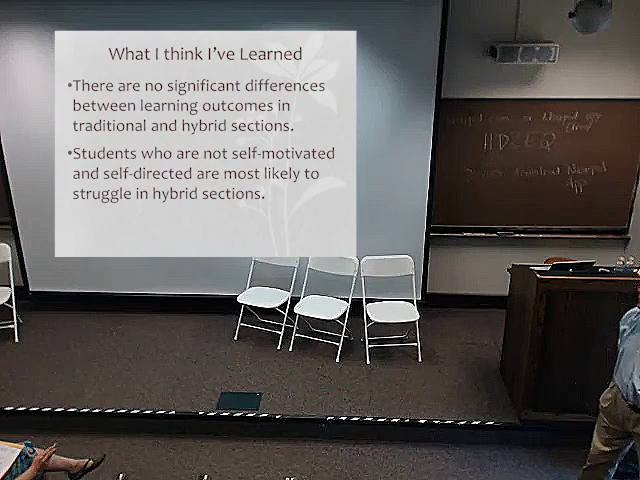 What I think I've Learned
•There are no significant differences
between learning outcomes in
traditional and hybrid sections.
•Students who are not self-motivated
and self-directed are most likely to
struggle in hybrid sections.